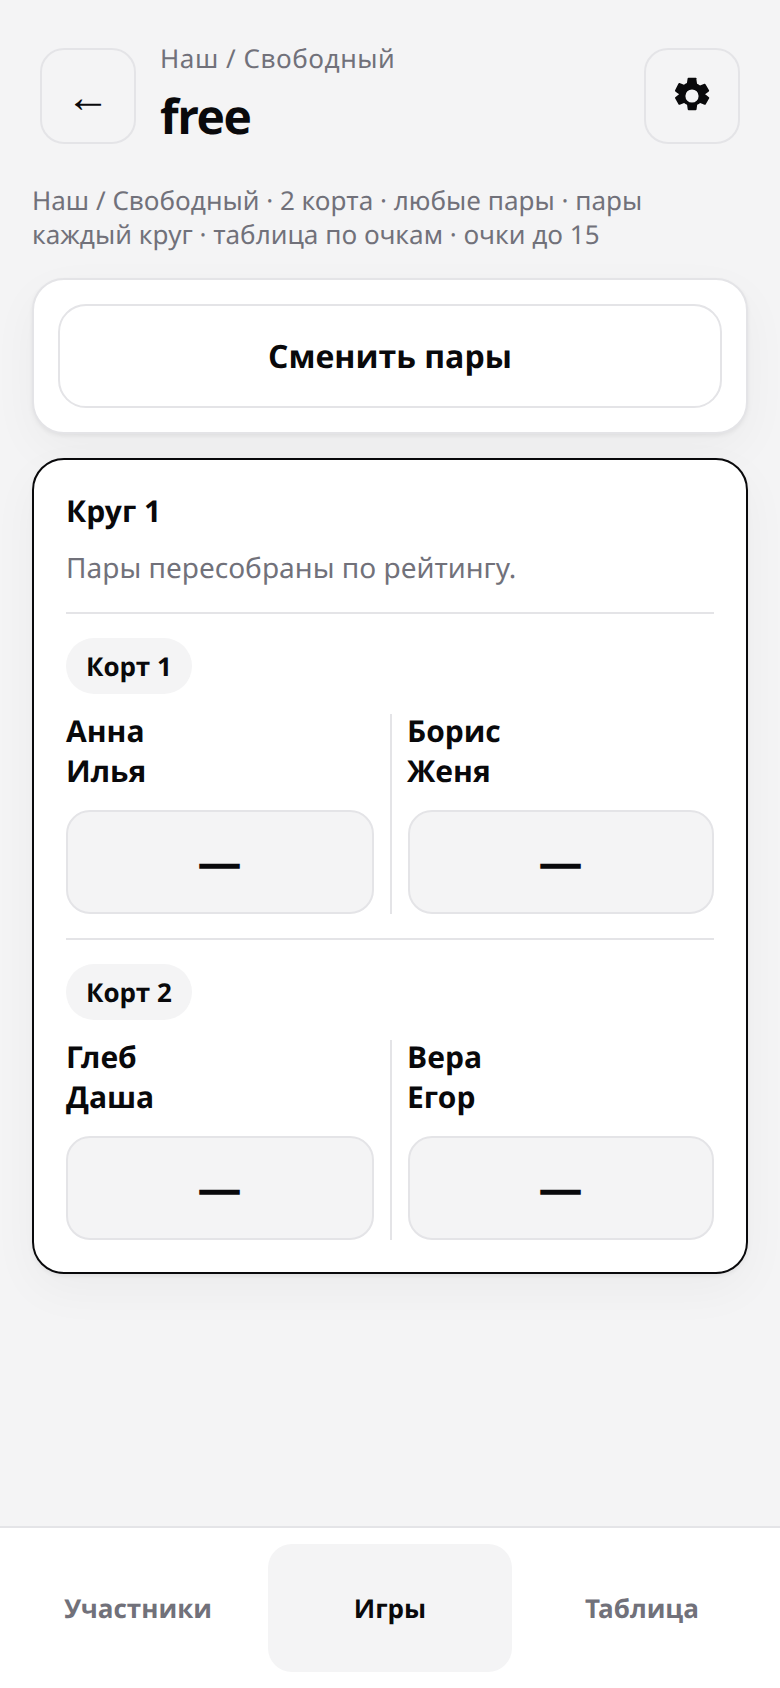 ←
Наш / Свободный
free
Наш / Свободный · 2 корта · любые пары · пары
каждый круг · таблица по очкам · очки до 15
Сменить пары
Круг 1
Пары пересобраны по рейтингу.
Корт 1
Анна
Илья
Борис
Женя
—
—
Корт 2
Глеб
Даша
Вера
Егор
—
—
Участники
Игры
Таблица